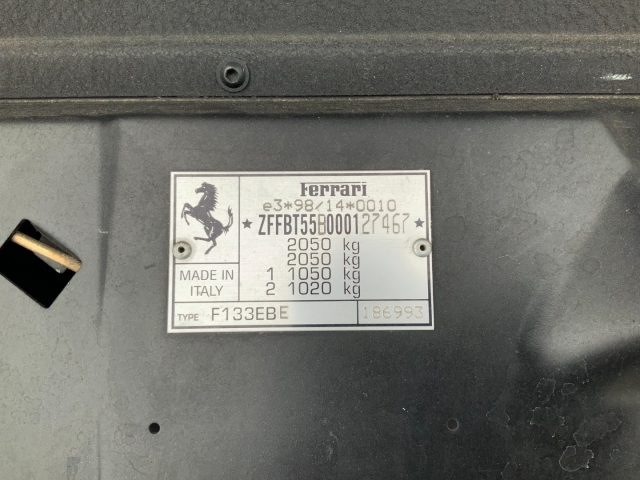 Ferrari
e3*98/14*0010
*ZFFBT55B000127467*
2050 kg
2050 kg
1 1050 kg
2 1020 kg
MADE IN
ITALY
TYPE F133EBE
186993